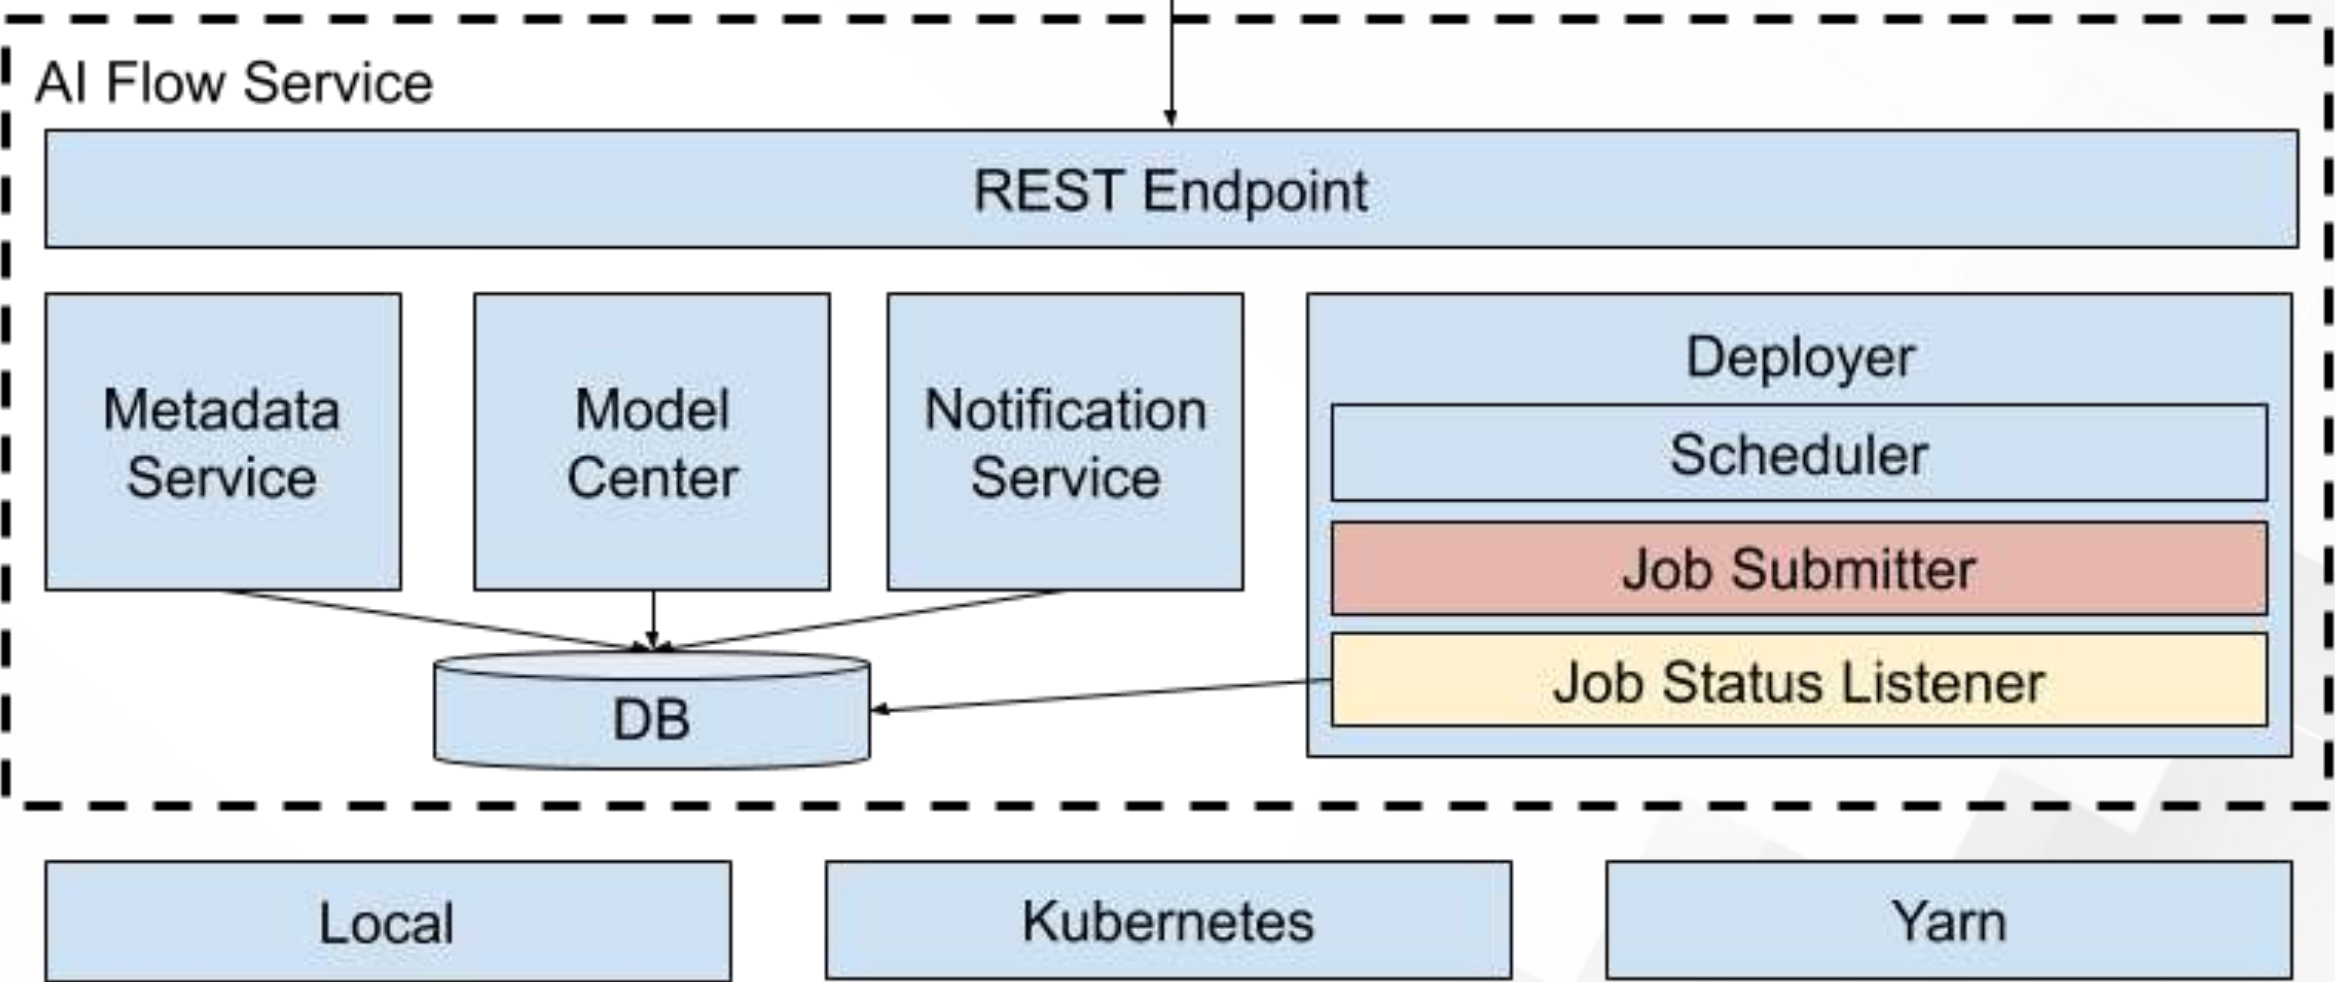 AI Flow Service
REST Endpoint
Metadata
Service
Model
Center
Notification
Service
Deployer
Scheduler
Job Submitter
Job Status Listener
DB
Local
Kubernetes
Yarn